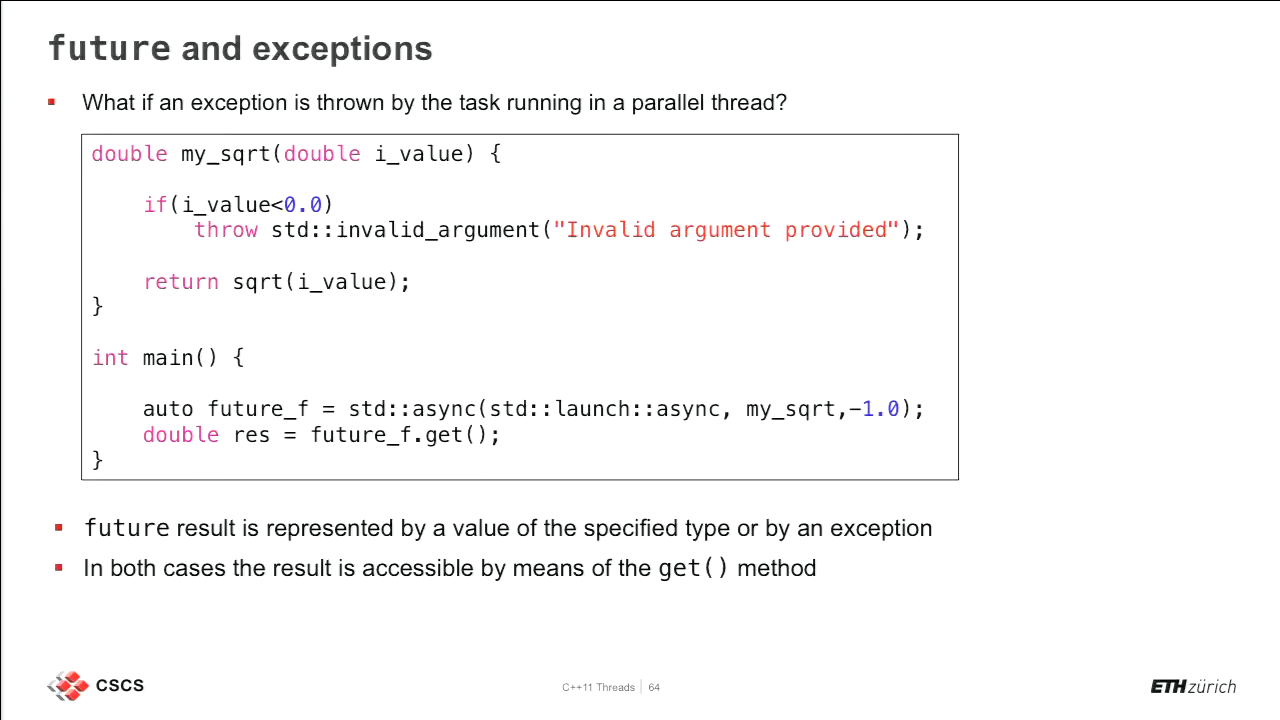 future and exceptions
▪ What if an exception is thrown by the task running in a parallel thread?
double my_sqrt(double i_value) {
    if(i_value<0.0)
        throw std::invalid_argument("Invalid argument provided");
    return sqrt(i_value);
}
int main() {
    auto future_f = std::async(std::launch::async, my_sqrt,-1.0);
    double res = future_f.get();
}
▪ future result is represented by a value of the specified type or by an exception
▪ In both cases the result is accessible by means of the get() method
CSCS
C++11 Threads | 64
ETH zürich